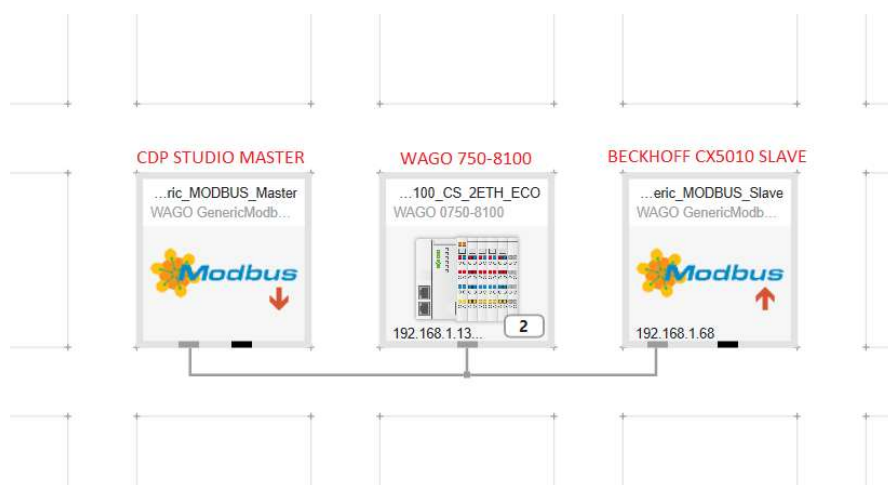 CDP STUDIO MASTER
WAGO 750-8100
BECKHOFF CX5010 SLAVE
...ric_MODBUS_Master
WAGO GenericModb...
...100_CS_2ETH_ECO
WAGO 0750-8100
...eric_MODBUS_Slave
WAGO GenericModb...
Modbus
Modbus
192.168.1.13...
2
192.168.1.68